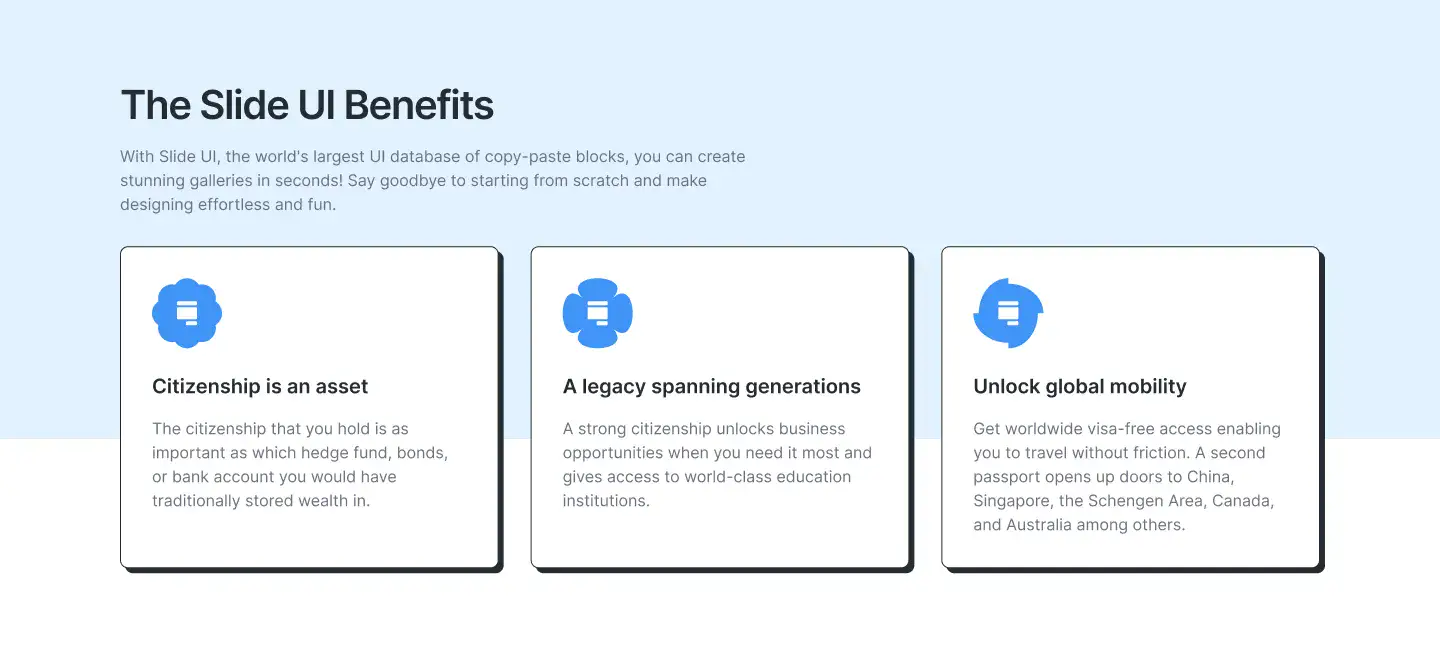 The Slide UI Benefits
With Slide UI, the world's largest UI database of copy-paste blocks, you can create
stunning galleries in seconds! Say goodbye to starting from scratch and make
designing effortless and fun.
Citizenship is an asset
The citizenship that you hold is as
important as which hedge fund, bonds,
or bank account you would have
traditionally stored wealth in.
A legacy spanning generations
A strong citizenship unlocks business
opportunities when you need it most and
gives access to world-class education
institutions.
Unlock global mobility
Get worldwide visa-free access enabling
you to travel without friction. A second
passport opens up doors to China,
Singapore, the Schengen Area, Canada,
and Australia among others.